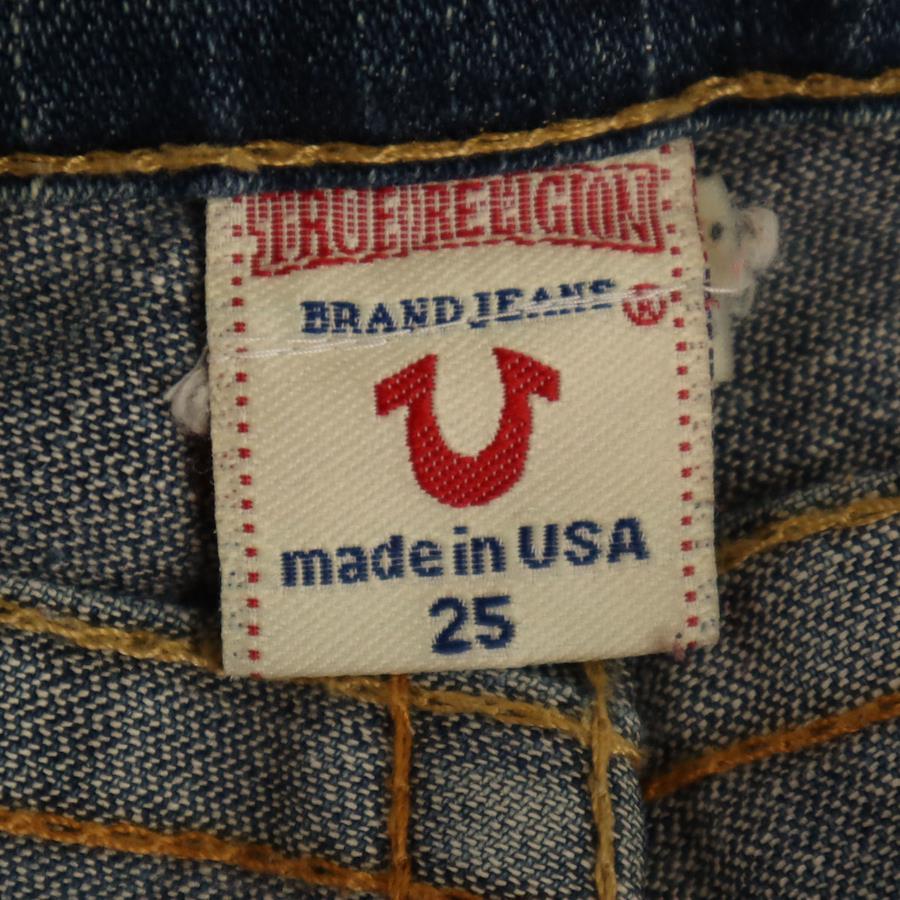 TRUE RELIGION
BRAND JEANS ®
made in USA
25